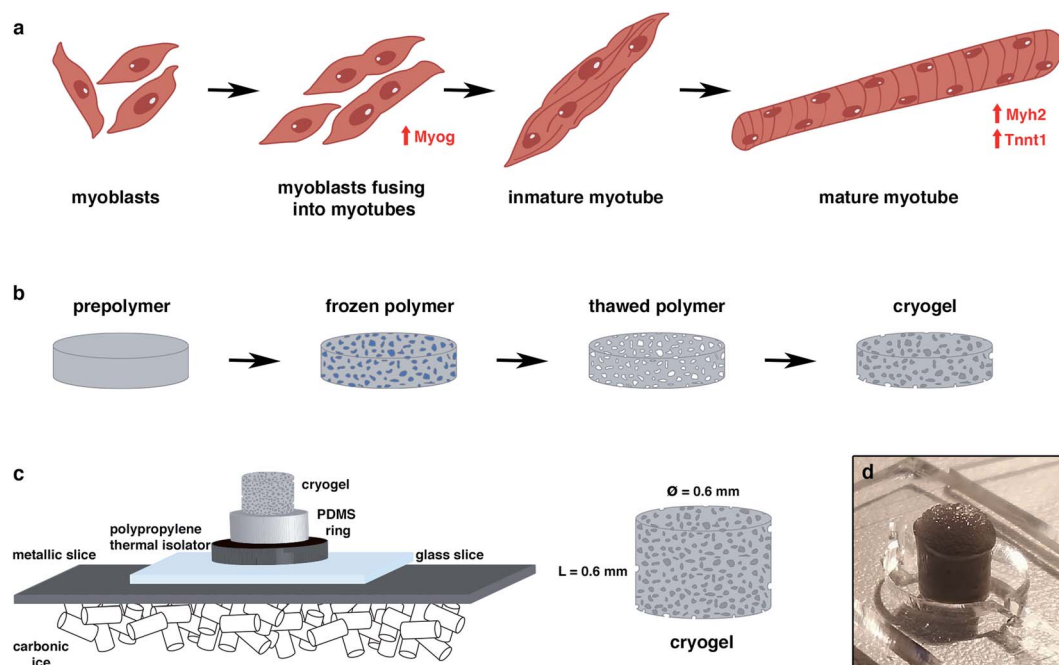 a
Myog
Myh2
Tnnt1
myoblasts
myoblasts fusing
into myotubes
inmature myotube
mature myotube
b
prepolymer
frozen polymer
thawed polymer
cryogel
c
cryogel
PDMS
ring
polypropylene
thermal isolator
metallic slice
glass slice
carbonic
ice
Ø = 0.6 mm
L = 0.6 mm
cryogel
d